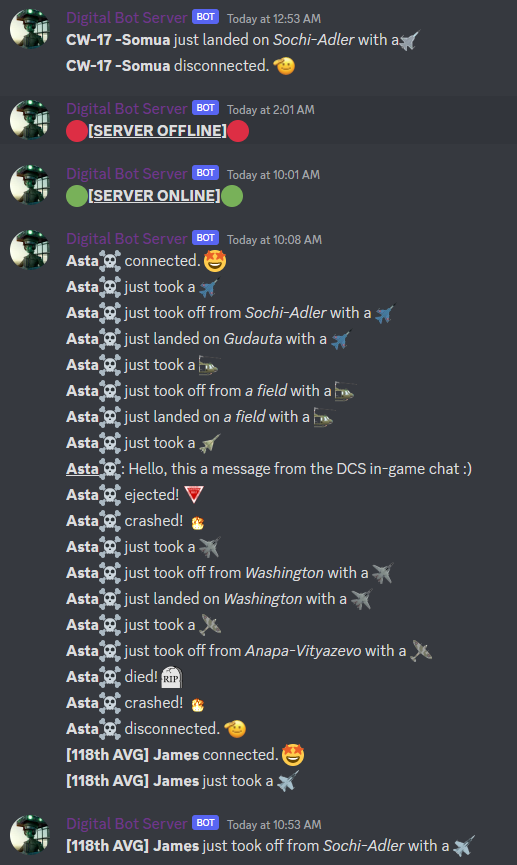 Digital Bot Server BOT Today at 12:53 AM
CW-17 -Somua just landed on Sochi-Adler with a
CW-17 -Somua disconnected. 🫡
Digital Bot Server BOT Today at 2:01 AM
🔴[SERVER OFFLINE]🔴
Digital Bot Server BOT Today at 10:01 AM
🟢[SERVER ONLINE]🟢
Digital Bot Server BOT Today at 10:08 AM
Asta☠️ connected. 🤩
Asta☠️ just took a
Asta☠️ just took off from Sochi-Adler with a
Asta☠️ just landed on Gudauta with a
Asta☠️ just took a
Asta☠️ just took off from a field with a
Asta☠️ just landed on a field with a
Asta☠️ just took a
Asta☠️: Hello, this a message from the DCS in-game chat :)
Asta☠️ ejected!
Asta☠️ crashed!
Asta☠️ just took a
Asta☠️ just took off from Washington with a
Asta☠️ just landed on Washington with a
Asta☠️ just took a
Asta☠️ just took off from Anapa-Vityazevo with a
Asta☠️ died! RIP
Asta☠️ crashed!
Asta☠️ disconnected. 🫡
[118th AVG] James connected. 🤩
[118th AVG] James just took a
Digital Bot Server BOT Today at 10:53 AM
[118th AVG] James just took off from Sochi-Adler with a